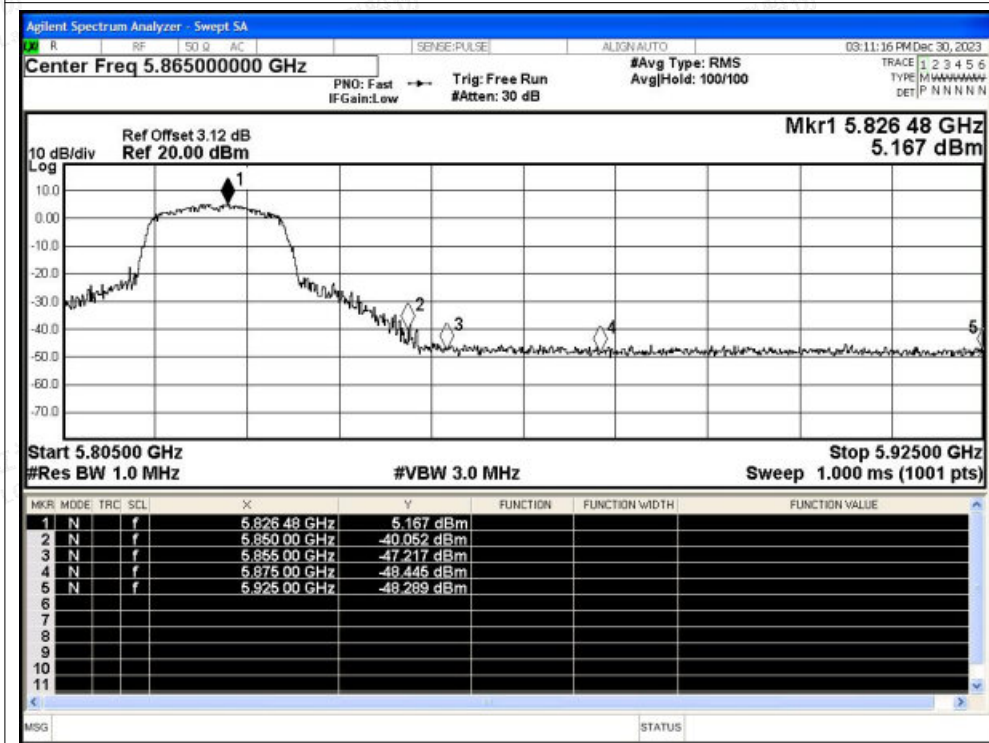 Agilent Spectrum Analyzer - Swept SA
R RF 50 Ω AC SENSE:PULSE ALIGN AUTO 03:11:16 PM Dec 30, 2023
Center Freq 5.865000000 GHz
PNO: Fast
IFGain:Low
Trig: Free Run
#Atten: 30 dB
#Avg Type: RMS
Avg|Hold: 100/100
TRACE 1 2 3 4 5 6
TYPE M WWWWW
DET P N N N N N
Mkr1 5.826 48 GHz
5.167 dBm
Ref Offset 3.12 dB
10 dB/div Ref 20.00 dBm
Log
10.0
0.00
-10.0
-20.0
-30.0
-40.0
-50.0
-60.0
-70.0
1
2
3
4
5
Start 5.80500 GHz Stop 5.92500 GHz
#Res BW 1.0 MHz #VBW 3.0 MHz Sweep 1.000 ms (1001 pts)
MKR MODE TRC SCL X Y FUNCTION FUNCTION WIDTH FUNCTION VALUE
1 N f 5.826 48 GHz 5.167 dBm
2 N f 5.850 00 GHz -40.052 dBm
3 N f 5.855 00 GHz -47.217 dBm
4 N f 5.875 00 GHz -48.445 dBm
5 N f 5.925 00 GHz -48.289 dBm
6
7
8
9
10
11
MSG STATUS